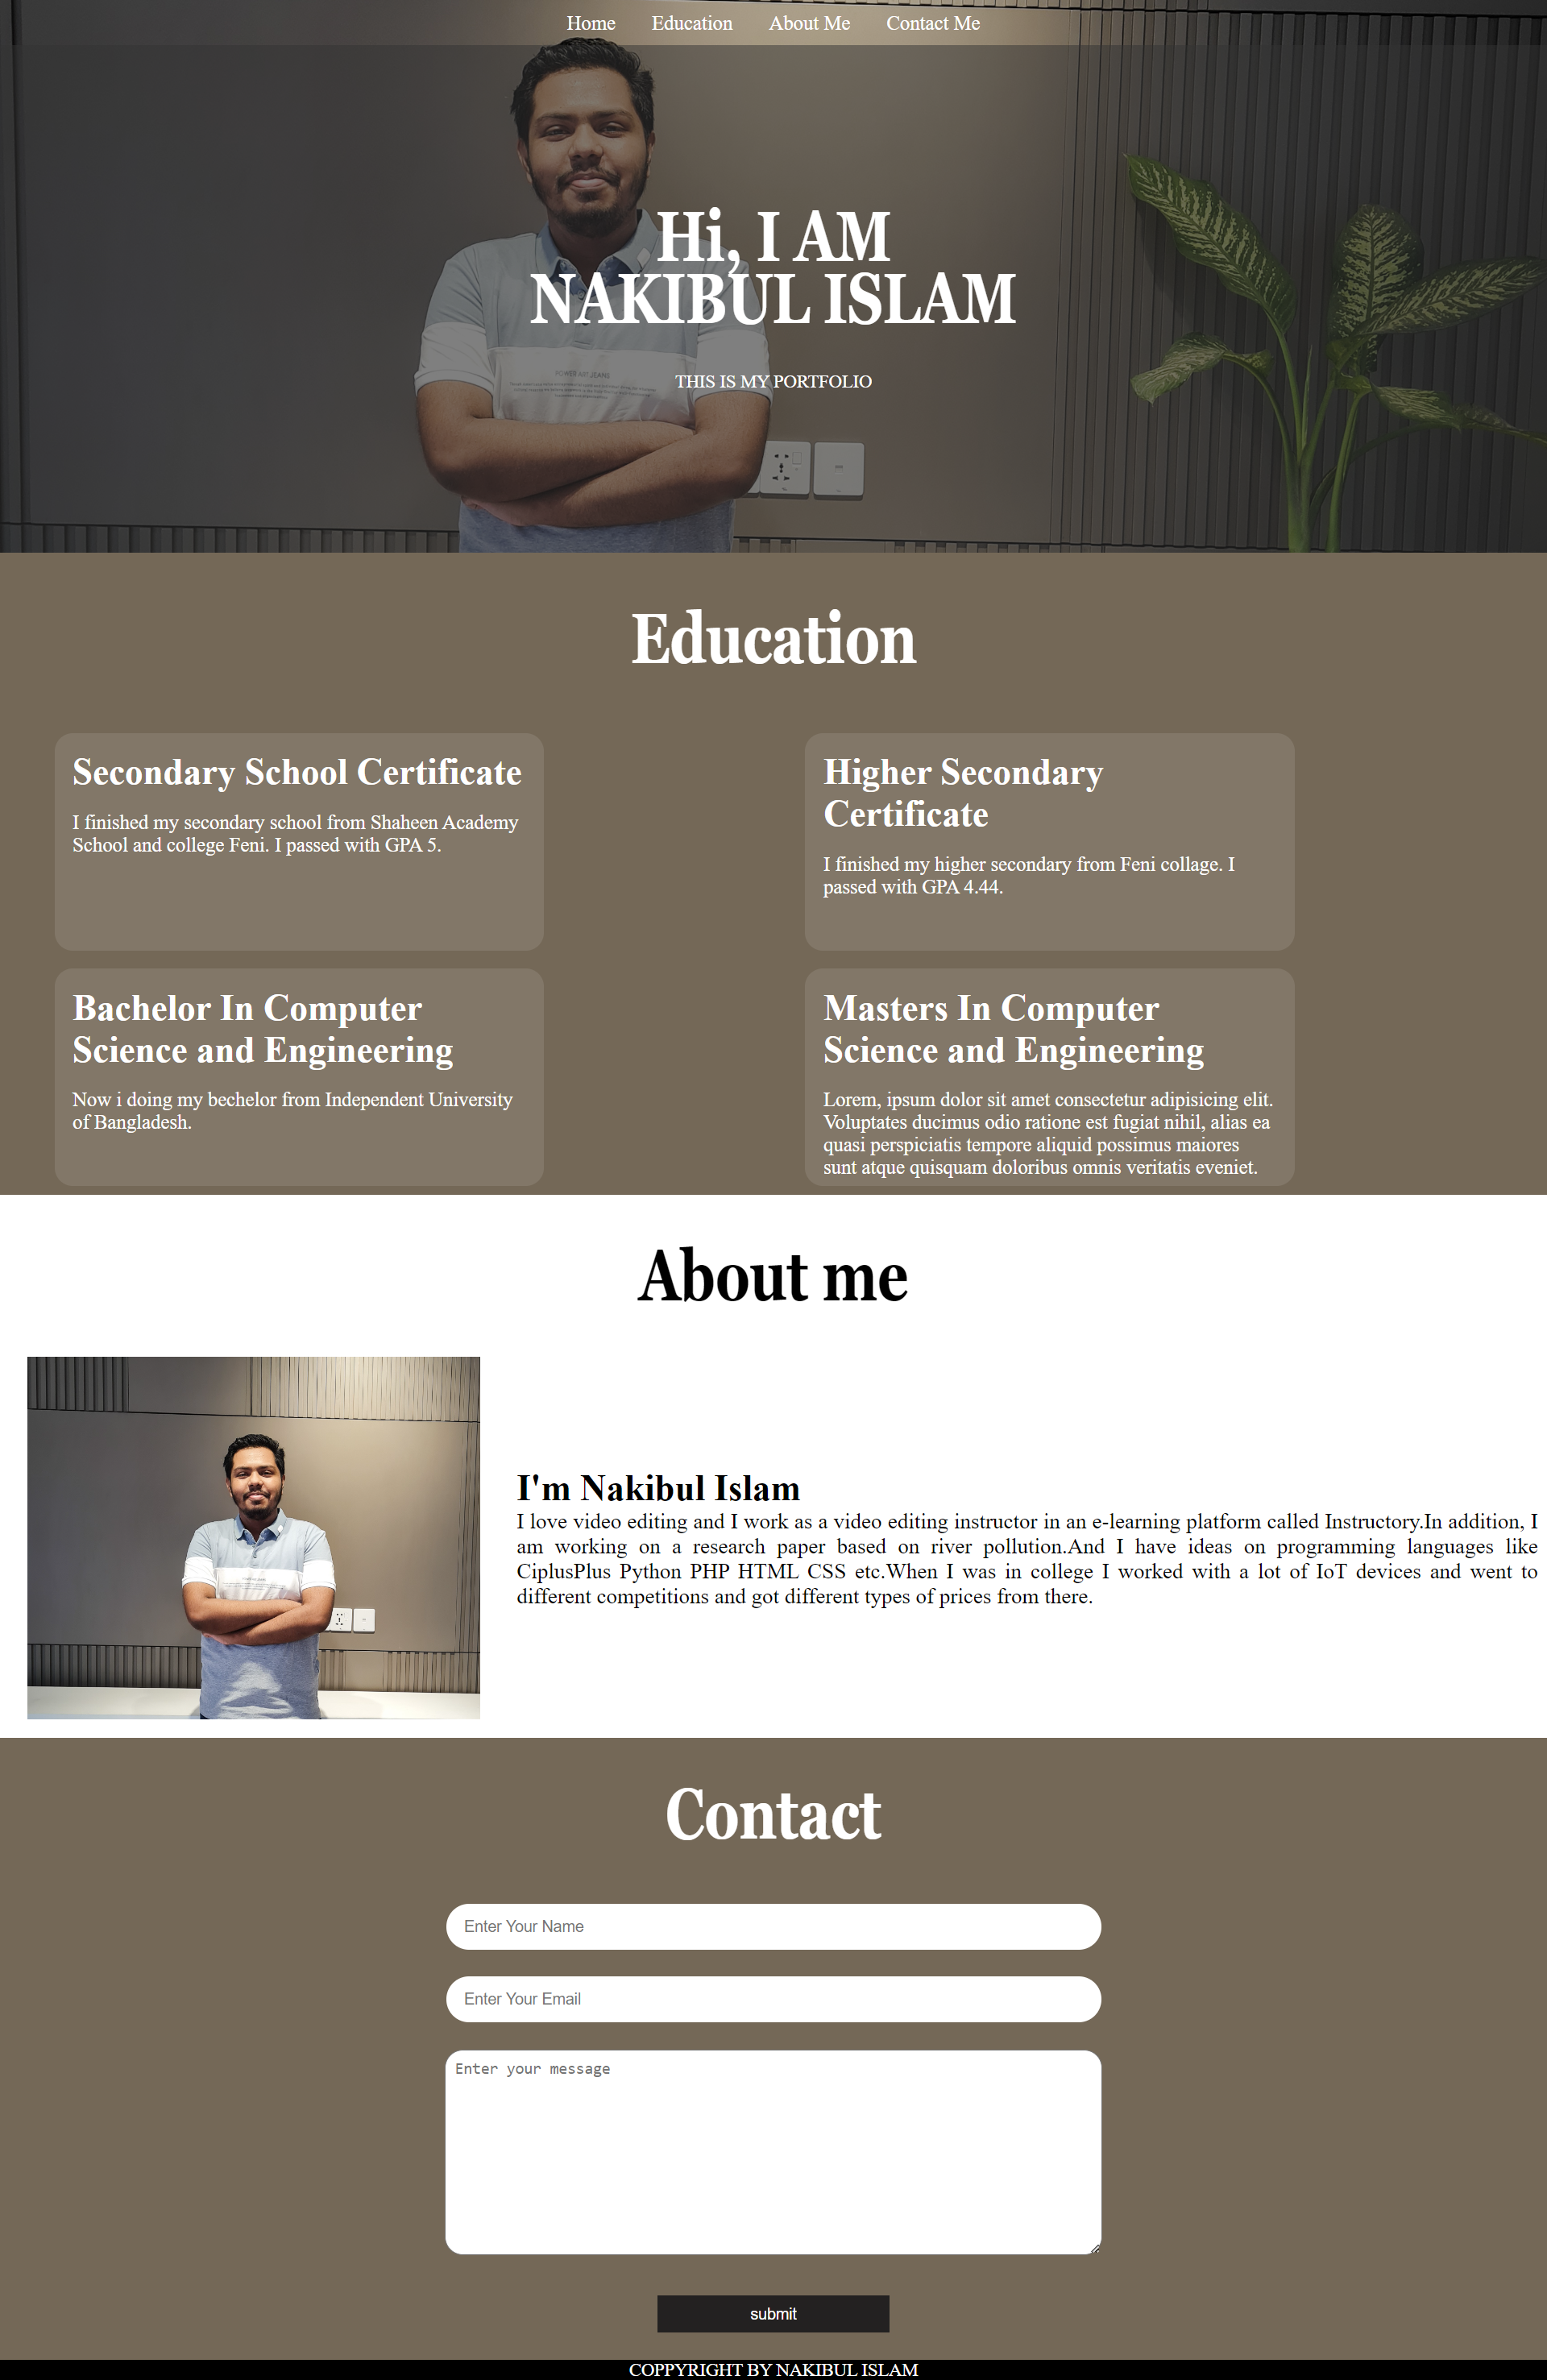 Home Education About Me Contact Me
Hi, I AM
NAKIBUL ISLAM
POWER ART JEANS
THIS IS MY PORTFOLIO
Education
Secondary School Certificate
I finished my secondary school from Shaheen Academy
School and college Feni. I passed with GPA 5.
Higher Secondary
Certificate
I finished my higher secondary from Feni collage. I
passed with GPA 4.44.
Bachelor In Computer
Science and Engineering
Now i doing my bechelor from Independent University
of Bangladesh.
Masters In Computer
Science and Engineering
Lorem, ipsum dolor sit amet consectetur adipisicing elit.
Voluptates ducimus odio ratione est fugiat nihil, alias ea
quasi perspiciatis tempore aliquid possimus maiores
sunt atque quisquam doloribus omnis veritatis eveniet.
About me
I'm Nakibul Islam
I love video editing and I work as a video editing instructor in an e-learning platform called Instructory.In addition, I
am working on a research paper based on river pollution.And I have ideas on programming languages like
CiplusPlus Python PHP HTML CSS etc.When I was in college I worked with a lot of IoT devices and went to
different competitions and got different types of prices from there.
Contact
Enter Your Name
Enter Your Email
Enter your message
submit
COPPYRIGHT BY NAKIBUL ISLAM